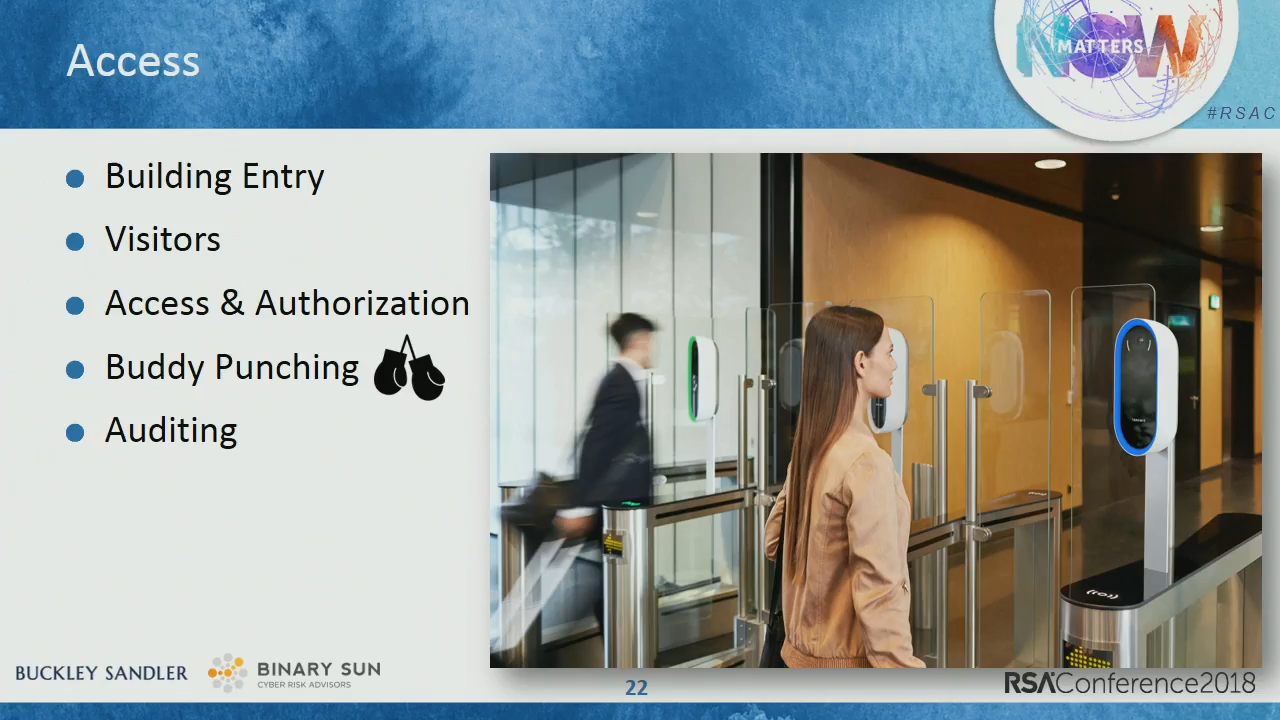 Access
NOW
MATTERS
#RSAC
Building Entry
Visitors
Access & Authorization
Buddy Punching
Auditing
BUCKLEY SANDLER
BINARY SUN
CYBER RISK ADVISORS
22
RSAConference2018